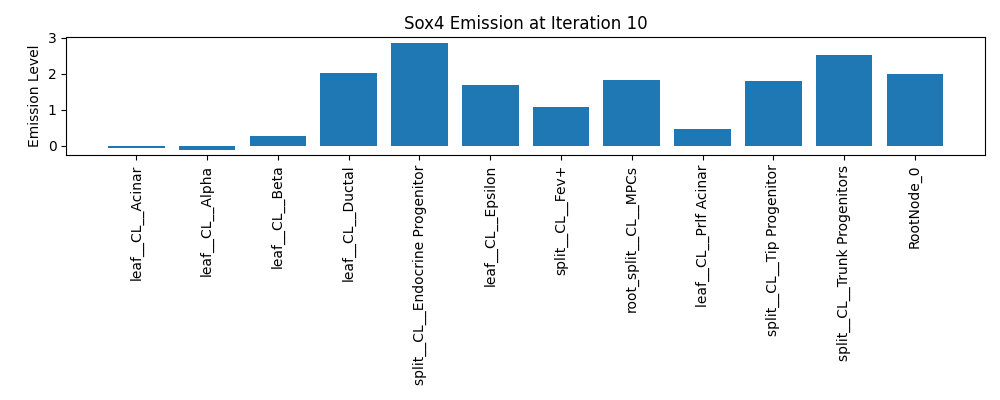 Sox4 Emission at Iteration 10
Emission Level
3
2
1
0
leaf__CL__Acinar
leaf__CL__Alpha
leaf__CL__Beta
leaf__CL__Ductal
split__CL__Endocrine Progenitor
leaf__CL__Epsilon
split__CL__Fev+
root_split__CL__MPCs
leaf__CL__Prlf Acinar
split__CL__Tip Progenitor
split__CL__Trunk Progenitors
RootNode_0